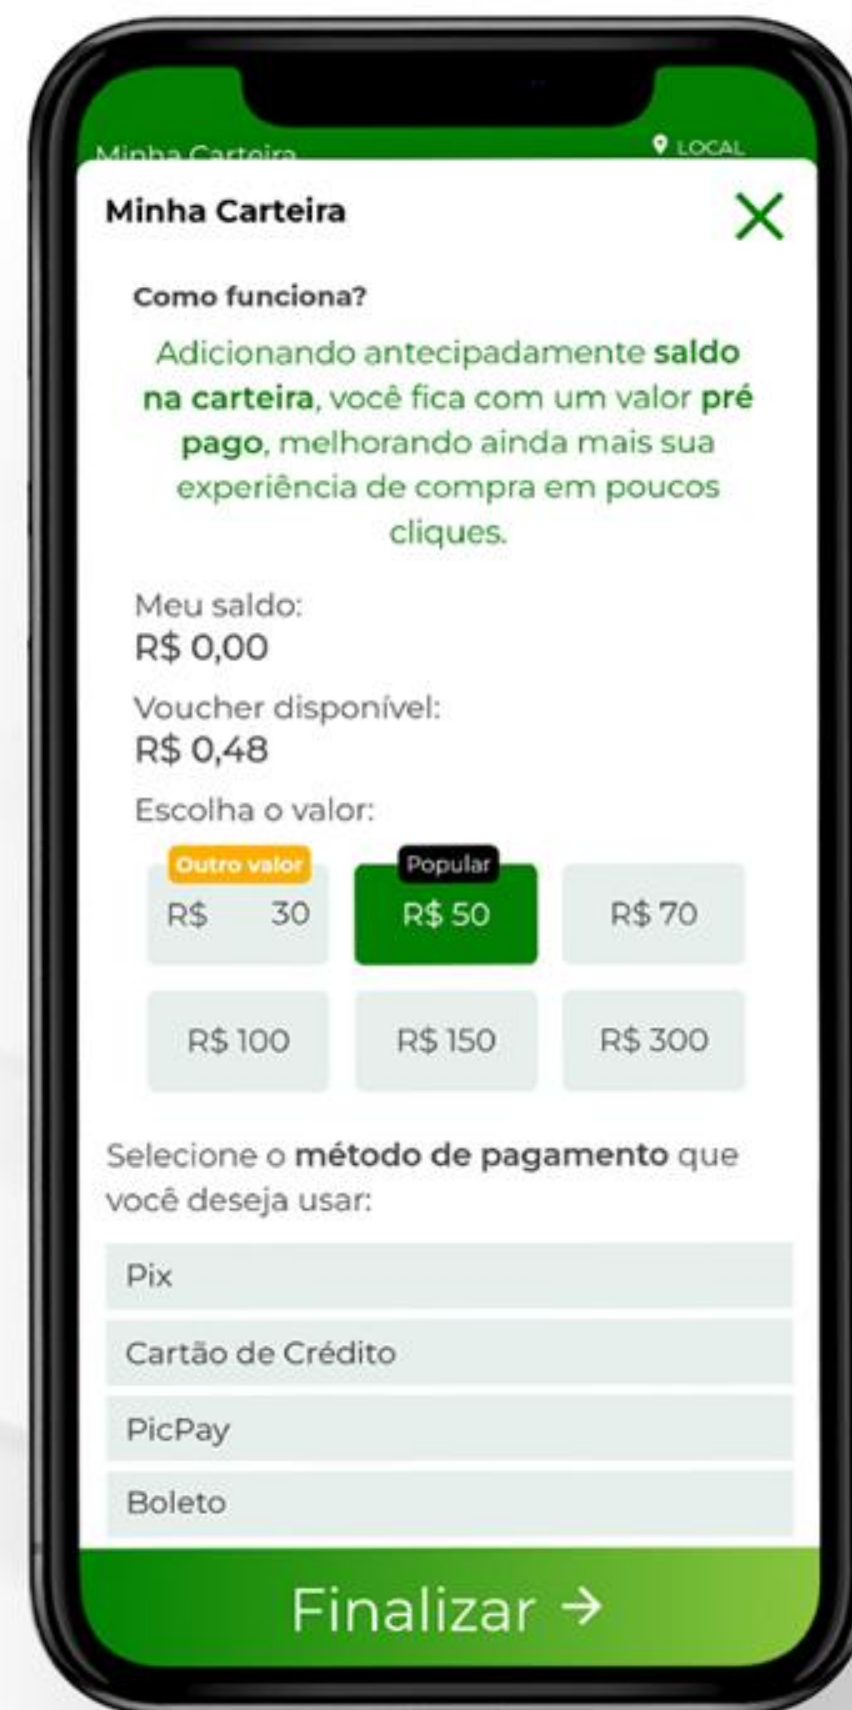 Minha Carteira
LOCAL
Minha Carteira
Como funciona?
Adicionando antecipadamente saldo
na carteira, você fica com um valor pré
pago, melhorando ainda mais sua
experiência de compra em poucos
cliques.
Meu saldo:
R$ 0,00
Voucher disponível:
R$ 0,48
Escolha o valor:
Outro valor
Popular
R$ 30
R$ 50
R$ 70
R$ 100
R$ 150
R$ 300
Selecione o método de pagamento que
você deseja usar:
Pix
Cartão de Crédito
PicPay
Boleto
Finalizar →